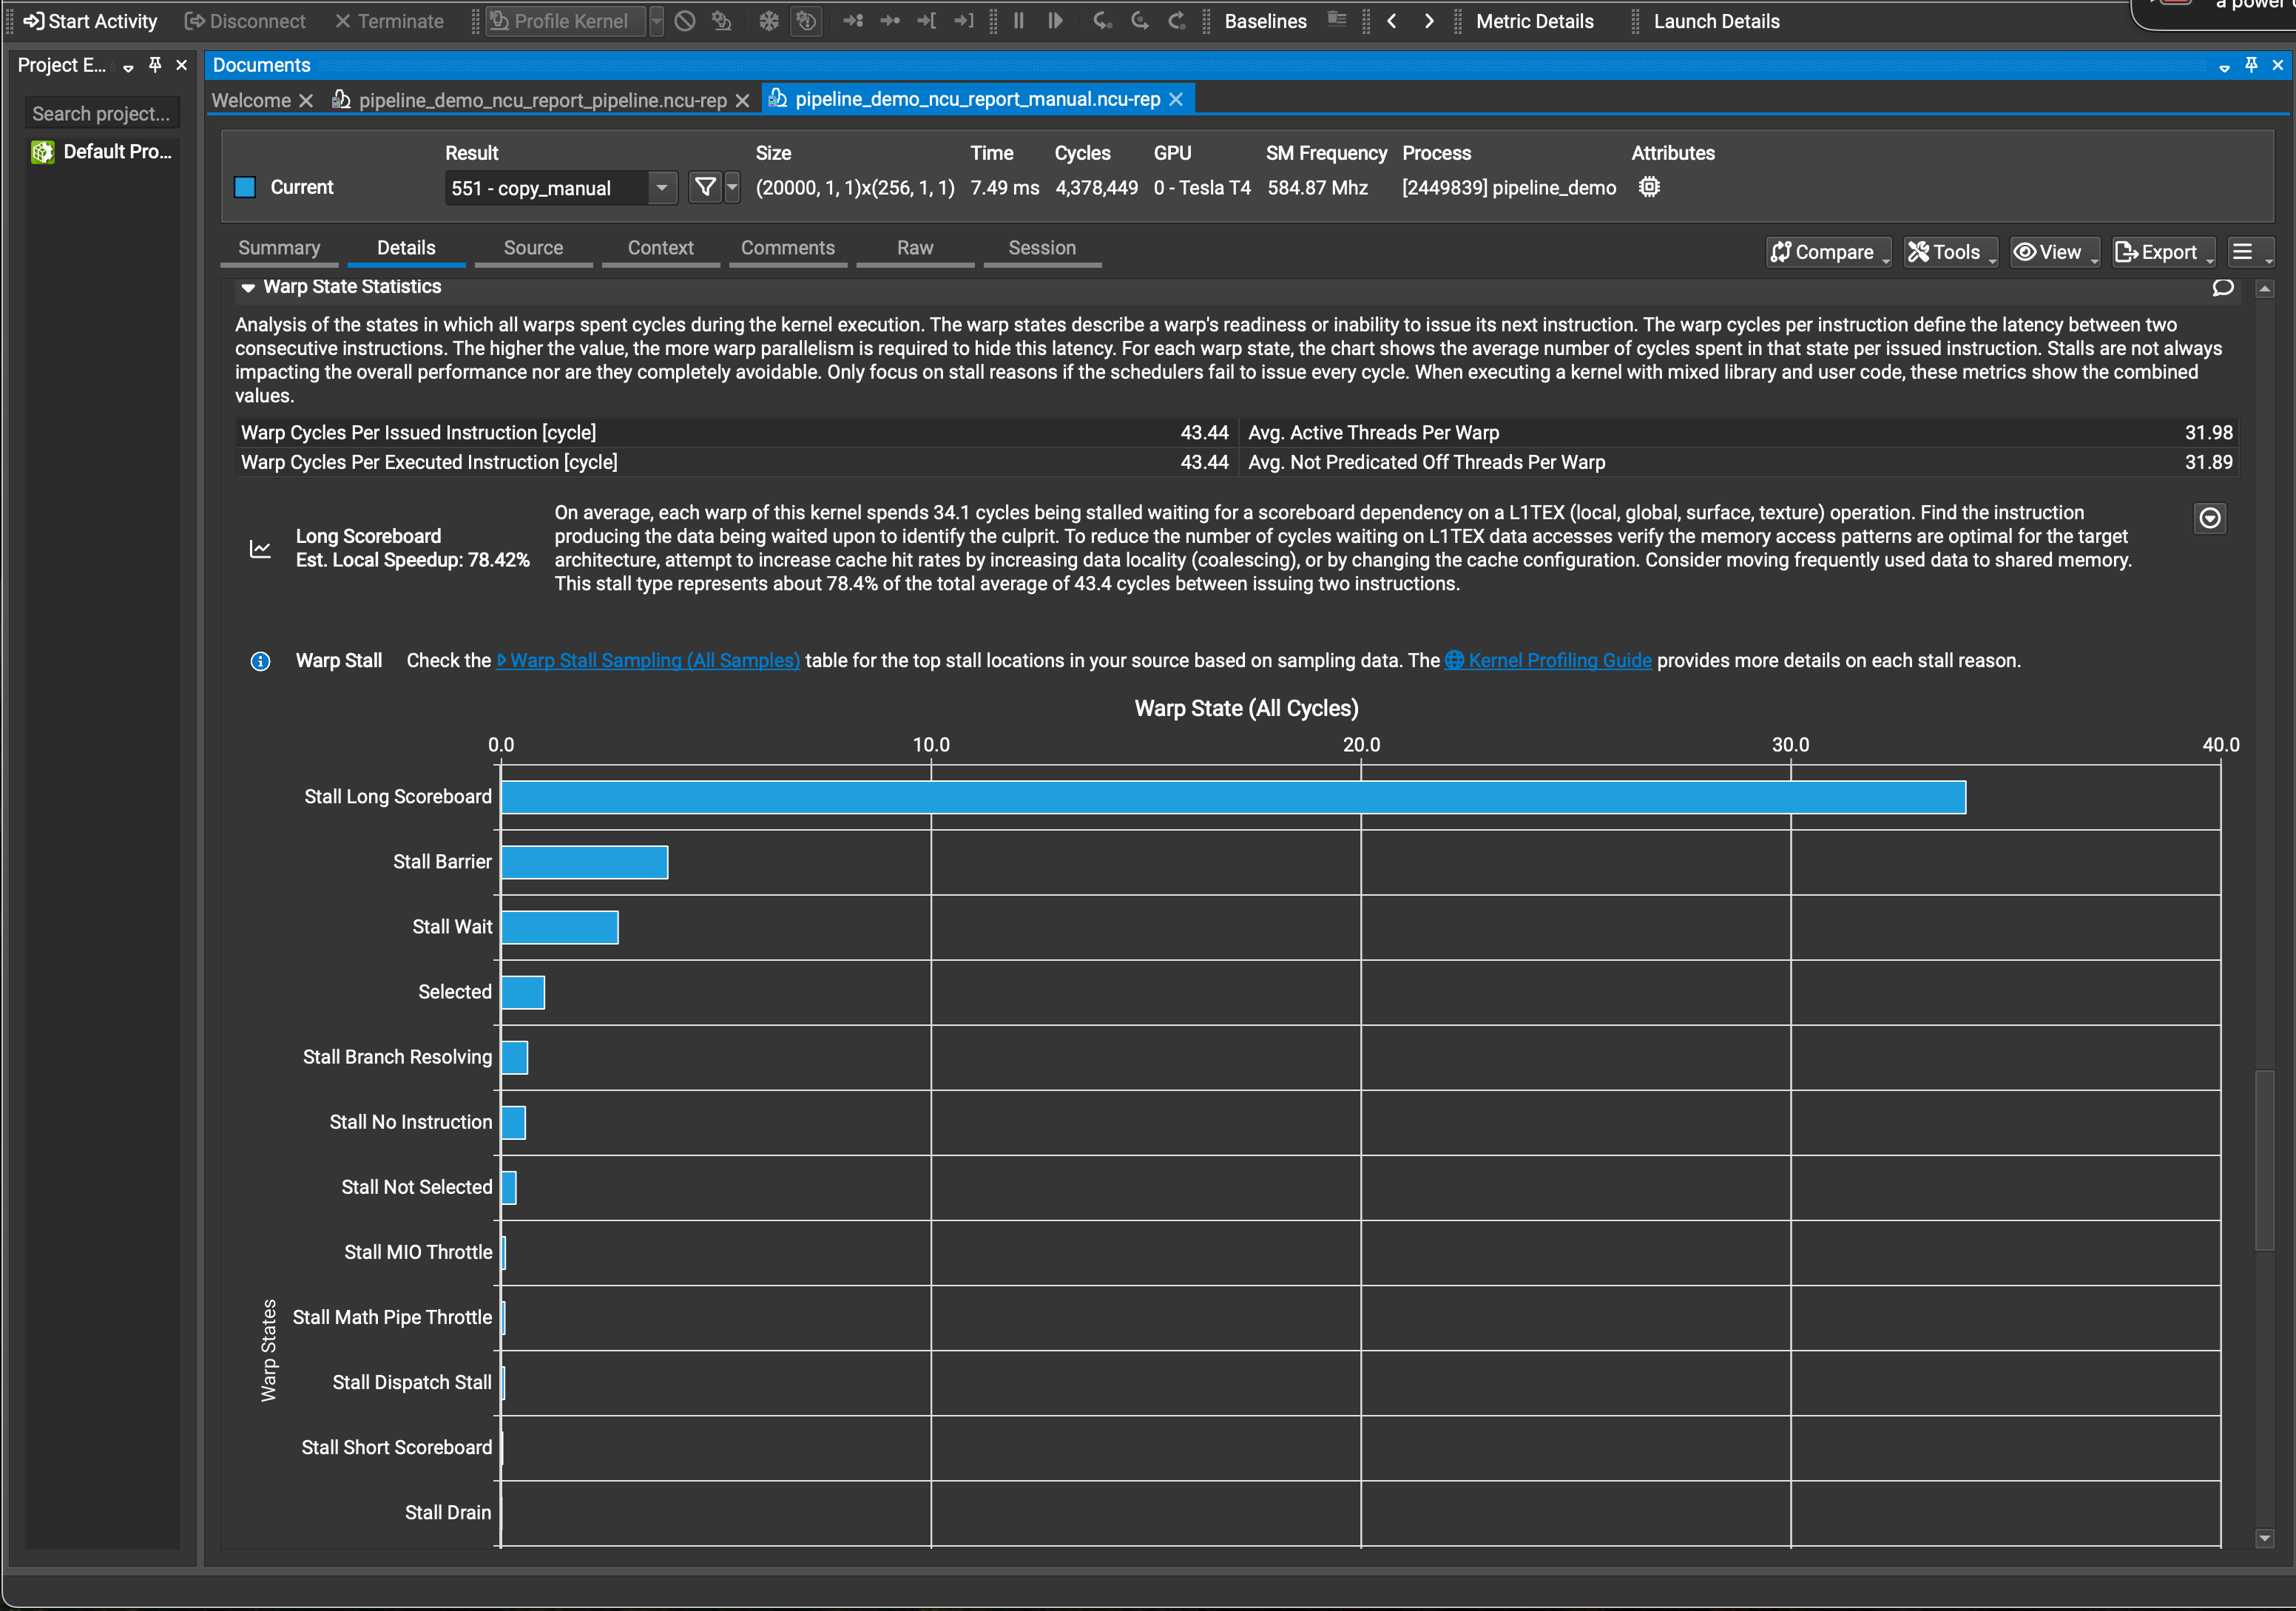 a power
Start Activity Disconnect Terminate Profile Kernel Baselines Metric Details Launch Details
Project E...
Documents
Welcome pipeline_demo_ncu_report_pipeline.ncu-rep pipeline_demo_ncu_report_manual.ncu-rep
Search project...
Default Pro...
Result Size Time Cycles GPU SM Frequency Process Attributes
Current 551 - copy_manual (20000, 1, 1)x(256, 1, 1) 7.49 ms 4,378,449 0 - Tesla T4 584.87 Mhz [2449839] pipeline_demo
Summary Details Source Context Comments Raw Session Compare Tools View Export
Warp State Statistics
Analysis of the states in which all warps spent cycles during the kernel execution. The warp states describe a warp's readiness or inability to issue its next instruction. The warp cycles per instruction define the latency between two
consecutive instructions. The higher the value, the more warp parallelism is required to hide this latency. For each warp state, the chart shows the average number of cycles spent in that state per issued instruction. Stalls are not always
impacting the overall performance nor are they completely avoidable. Only focus on stall reasons if the schedulers fail to issue every cycle. When executing a kernel with mixed library and user code, these metrics show the combined
values.
Warp Cycles Per Issued Instruction [cycle] 43.44 Avg. Active Threads Per Warp 31.98
Warp Cycles Per Executed Instruction [cycle] 43.44 Avg. Not Predicated Off Threads Per Warp 31.89
Long Scoreboard
Est. Local Speedup: 78.42%
On average, each warp of this kernel spends 34.1 cycles being stalled waiting for a scoreboard dependency on a L1TEX (local, global, surface, texture) operation. Find the instruction
producing the data being waited upon to identify the culprit. To reduce the number of cycles waiting on L1TEX data accesses verify the memory access patterns are optimal for the target
architecture, attempt to increase cache hit rates by increasing data locality (coalescing), or by changing the cache configuration. Consider moving frequently used data to shared memory.
This stall type represents about 78.4% of the total average of 43.4 cycles between issuing two instructions.
Warp Stall Check the Warp Stall Sampling (All Samples) table for the top stall locations in your source based on sampling data. The Kernel Profiling Guide provides more details on each stall reason.
Warp State (All Cycles)
0.0 10.0 20.0 30.0 40.0
Stall Long Scoreboard
Stall Barrier
Stall Wait
Selected
Stall Branch Resolving
Stall No Instruction
Stall Not Selected
Stall MIO Throttle
Stall Math Pipe Throttle
Stall Dispatch Stall
Stall Short Scoreboard
Stall Drain
Warp States